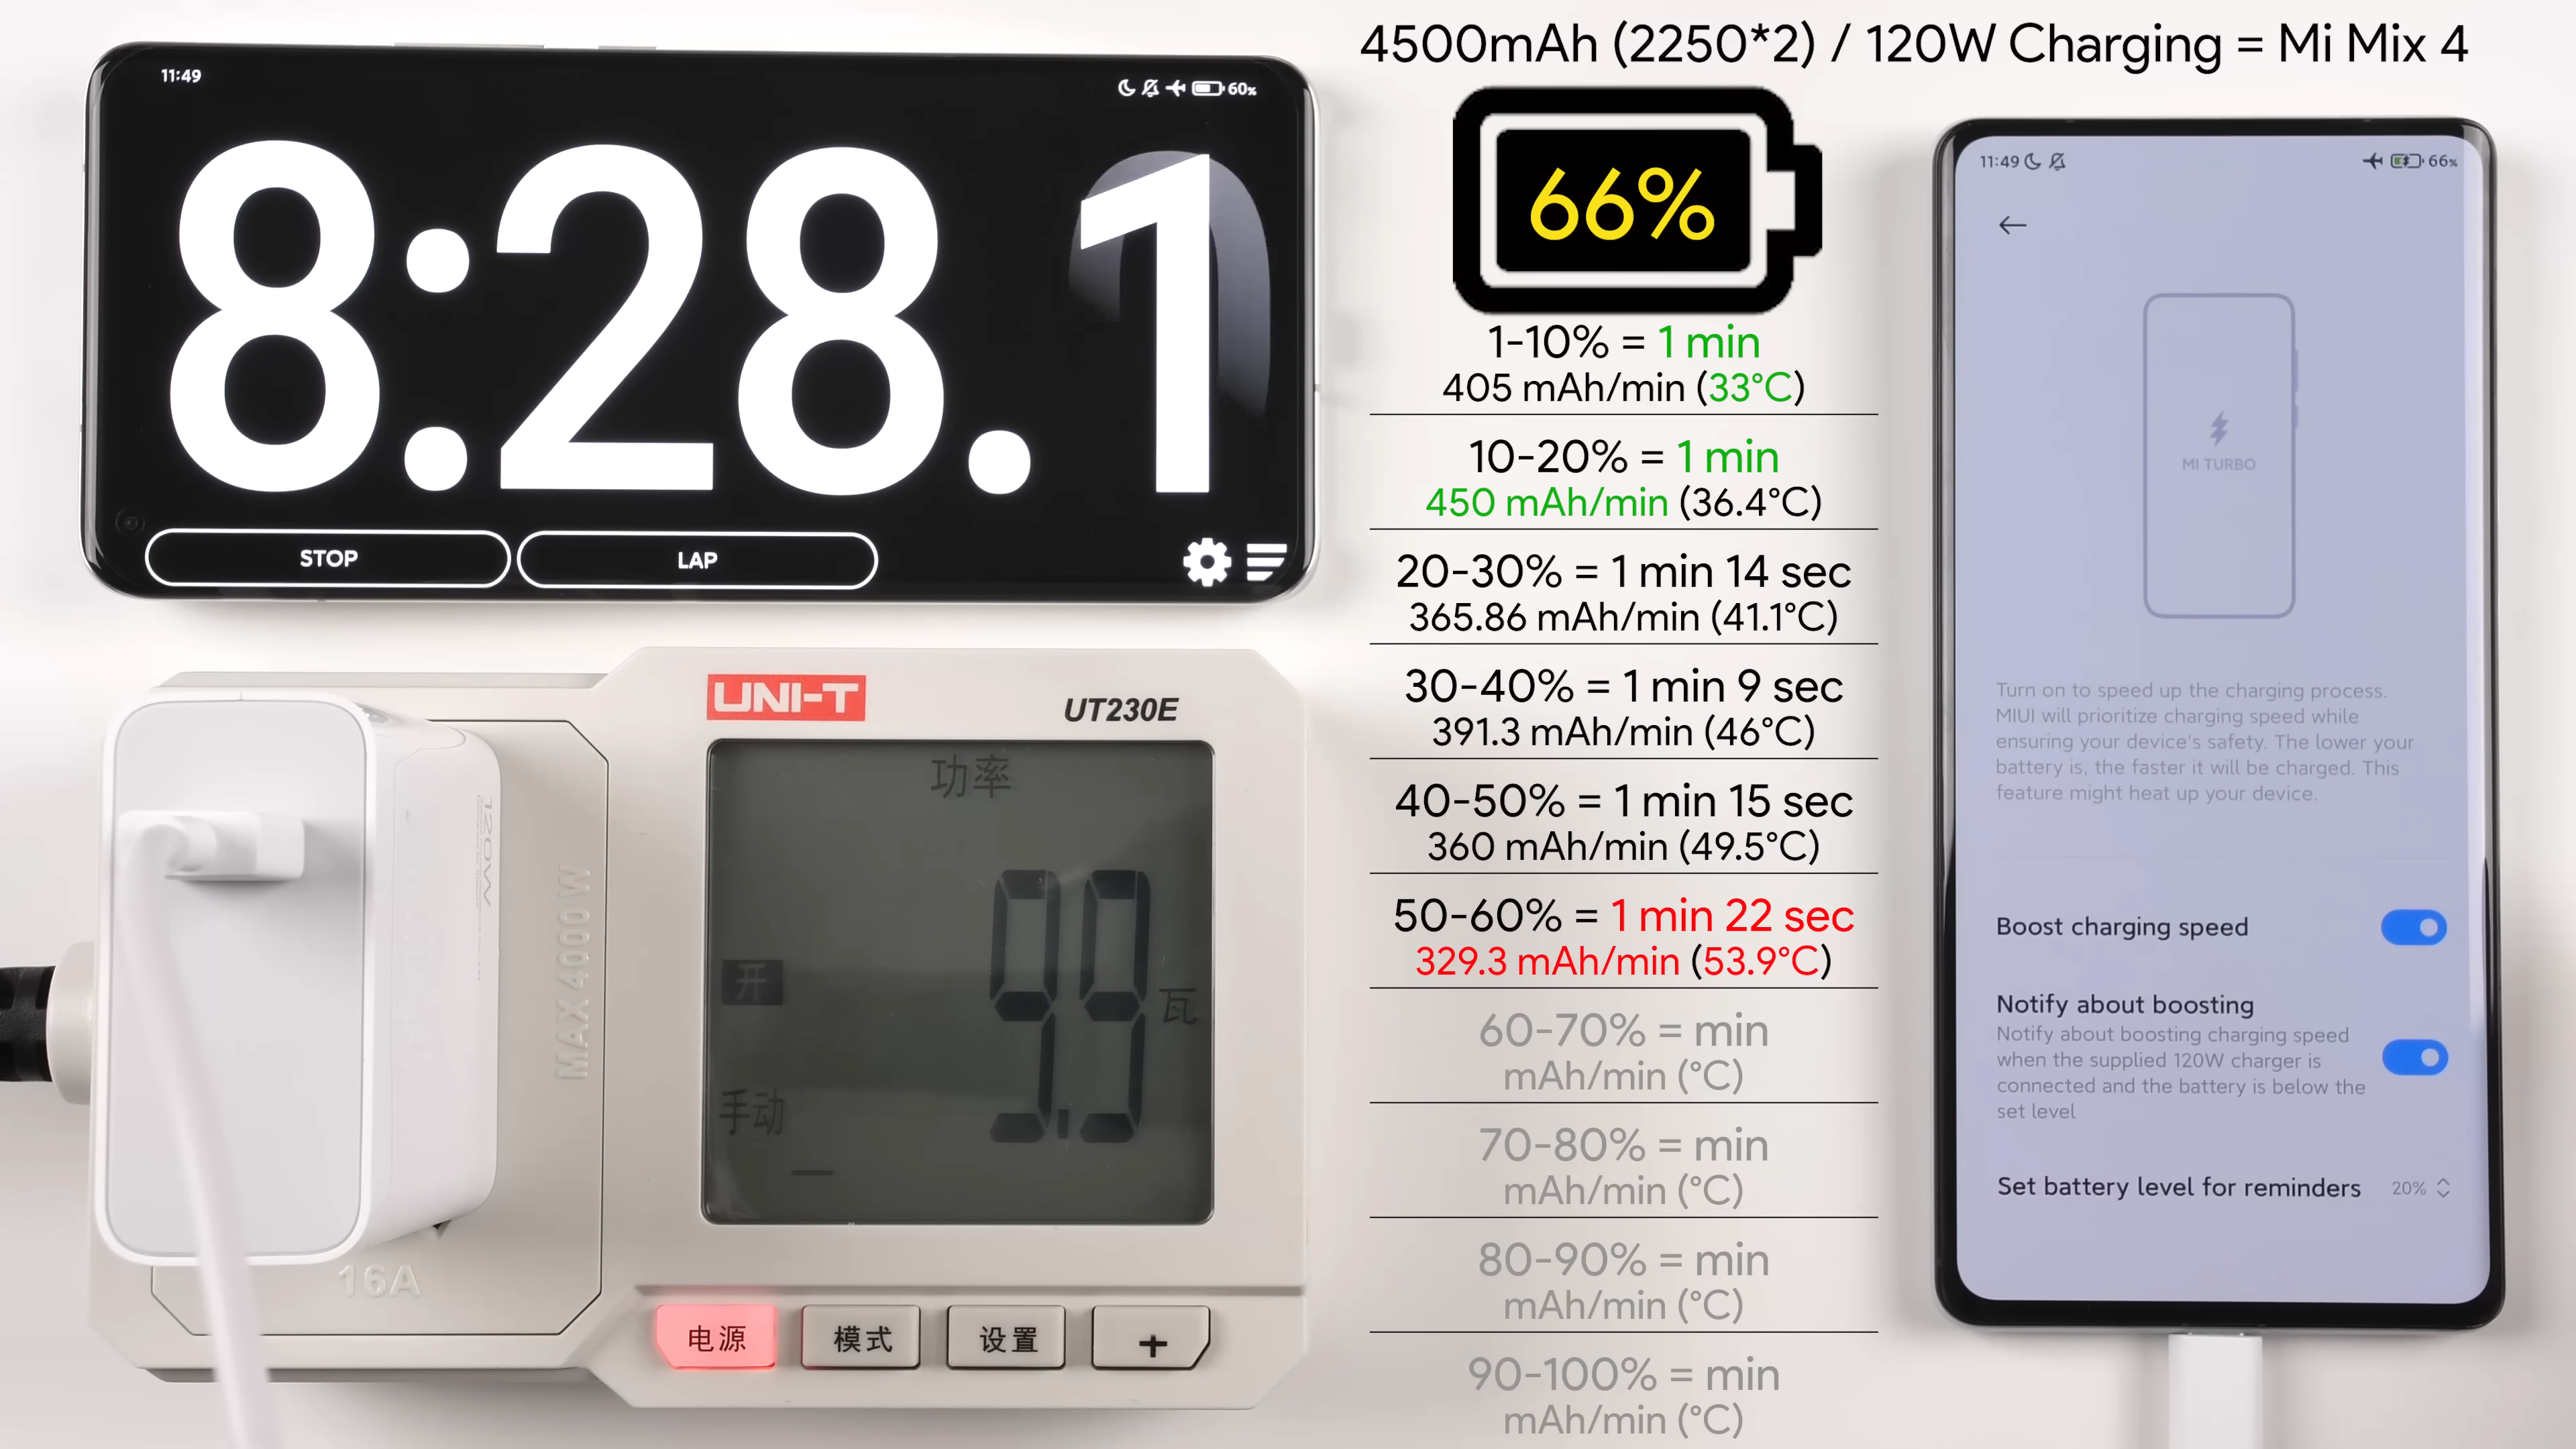 4500mAh (2250*2) / 120W Charging = Mi Mix 4
11:49
60%
8:28.1
STOP
LAP
66%
1-10% = 1 min
405 mAh/min (33°C)
10-20% = 1 min
450 mAh/min (36.4°C)
20-30% = 1 min 14 sec
365.86 mAh/min (41.1°C)
30-40% = 1 min 9 sec
391.3 mAh/min (46°C)
40-50% = 1 min 15 sec
360 mAh/min (49.5°C)
50-60% = 1 min 22 sec
329.3 mAh/min (53.9°C)
60-70% = min
mAh/min (°C)
70-80% = min
mAh/min (°C)
80-90% = min
mAh/min (°C)
90-100% = min
mAh/min (°C)
UNI-T
UT230E
功率
9.9
瓦
开
手动
120W
MAX 4000 W
16A
电源
模式
设置
+
11:49
66%
MI TURBO
Turn on to speed up the charging process.
MIUI will prioritize charging speed while
ensuring your device's safety. The lower your
battery is, the faster it will be charged. This
feature might heat up your device.
Boost charging speed
Notify about boosting
Notify about boosting charging speed
when the supplied 120W charger is
connected and the battery is below the
set level
Set battery level for reminders
20%